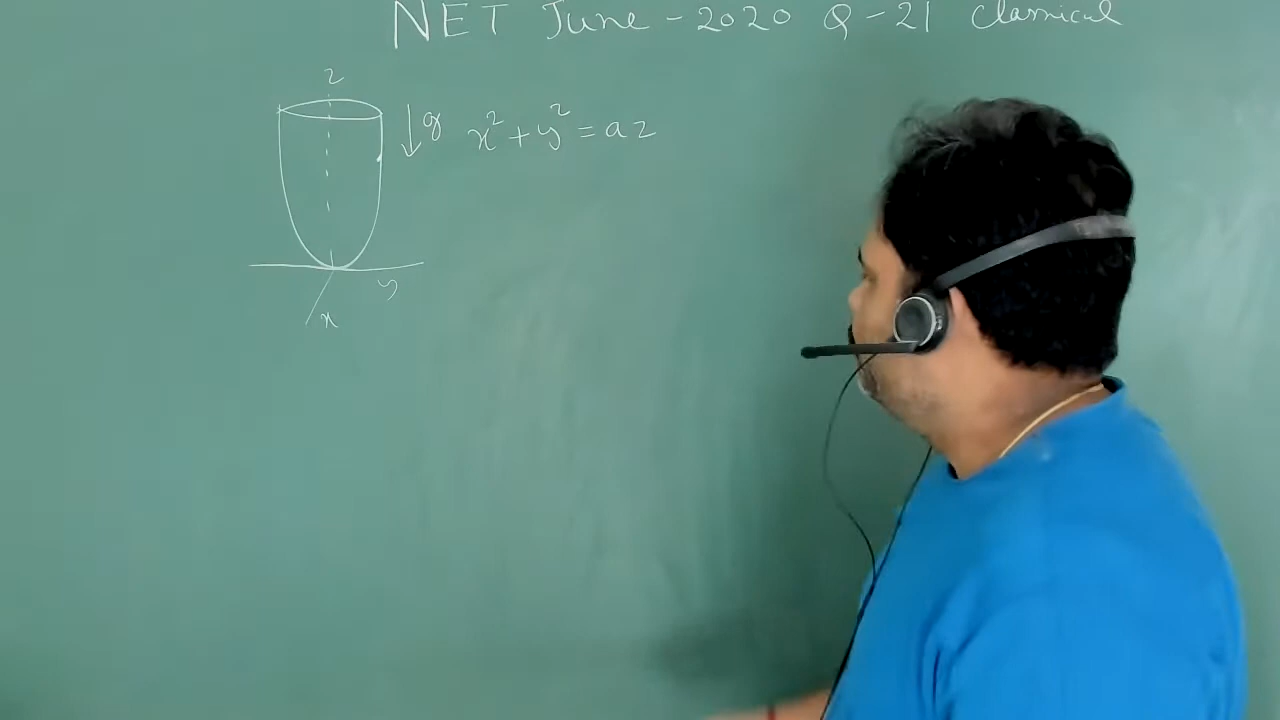 NET June - 2020 Q - 21 Classical
z
↓ g x² + y² = az
y
x